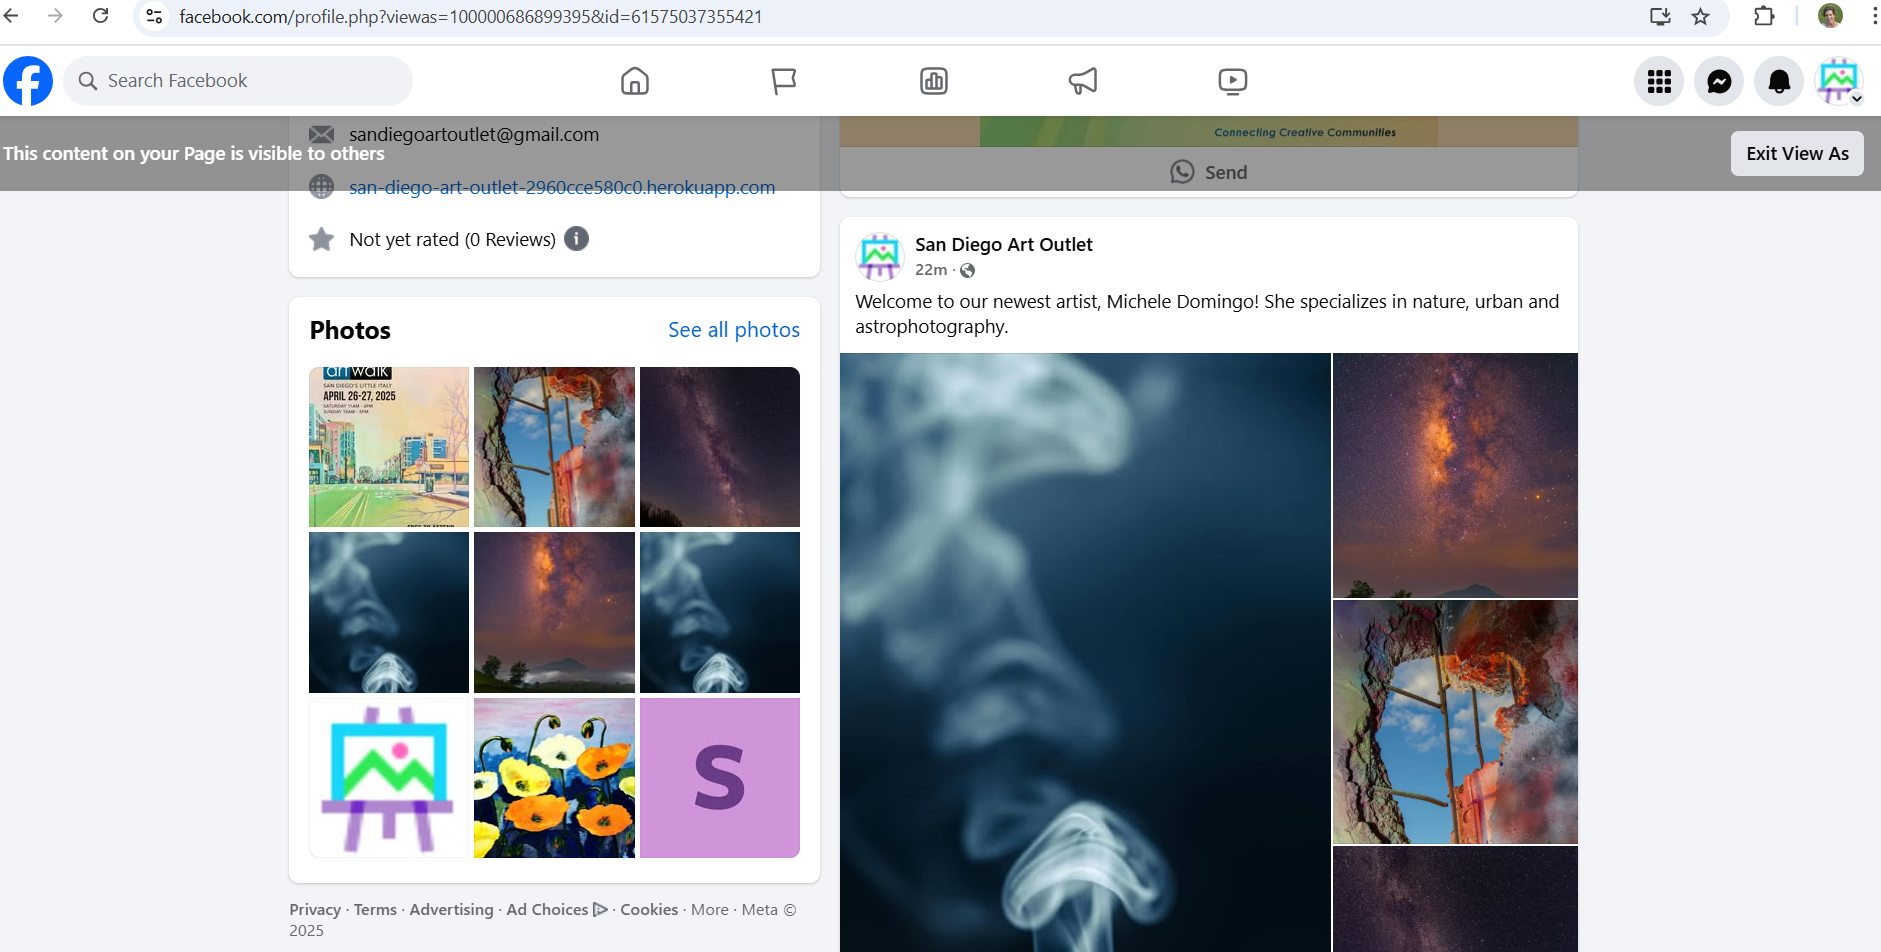 facebook.com/profile.php?viewas=100000686899395&id=61575037355421
Search Facebook
This content on your Page is visible to others
Exit View As
sandiegoartoutlet@gmail.com
san-diego-art-outlet-2960cce580c0.herokuapp.com
Not yet rated (0 Reviews)
Photos
See all photos
art walk
SAN DIEGO'S LITTLE ITALY
APRIL 26-27, 2025
SATURDAY 11AM - 6PM
SUNDAY 10AM - 5PM
FREE TO ATTEND
S
Privacy · Terms · Advertising · Ad Choices · Cookies · More · Meta ©
2025
Connecting Creative Communities
Send
San Diego Art Outlet
22m ·
Welcome to our newest artist, Michele Domingo! She specializes in nature, urban and
astrophotography.